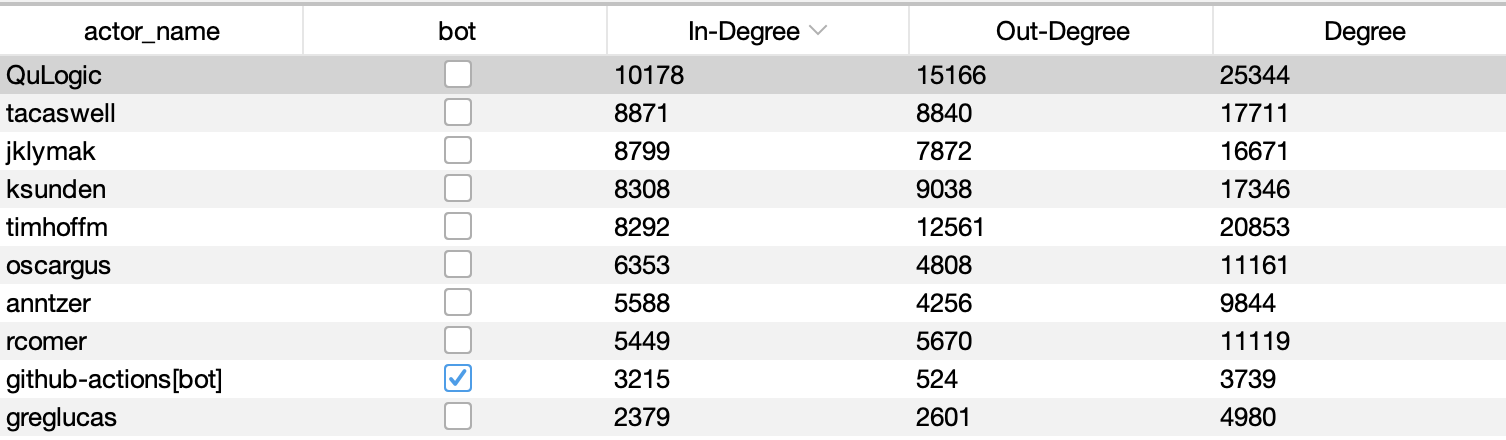 actor_name bot In-Degree Out-Degree Degree
QuLogic 10178 15166 25344
tacaswell 8871 8840 17711
jklymak 8799 7872 16671
ksunden 8308 9038 17346
timhoffm 8292 12561 20853
oscargus 6353 4808 11161
anntzer 5588 4256 9844
rcomer 5449 5670 11119
github-actions[bot] 3215 524 3739
greglucas 2379 2601 4980